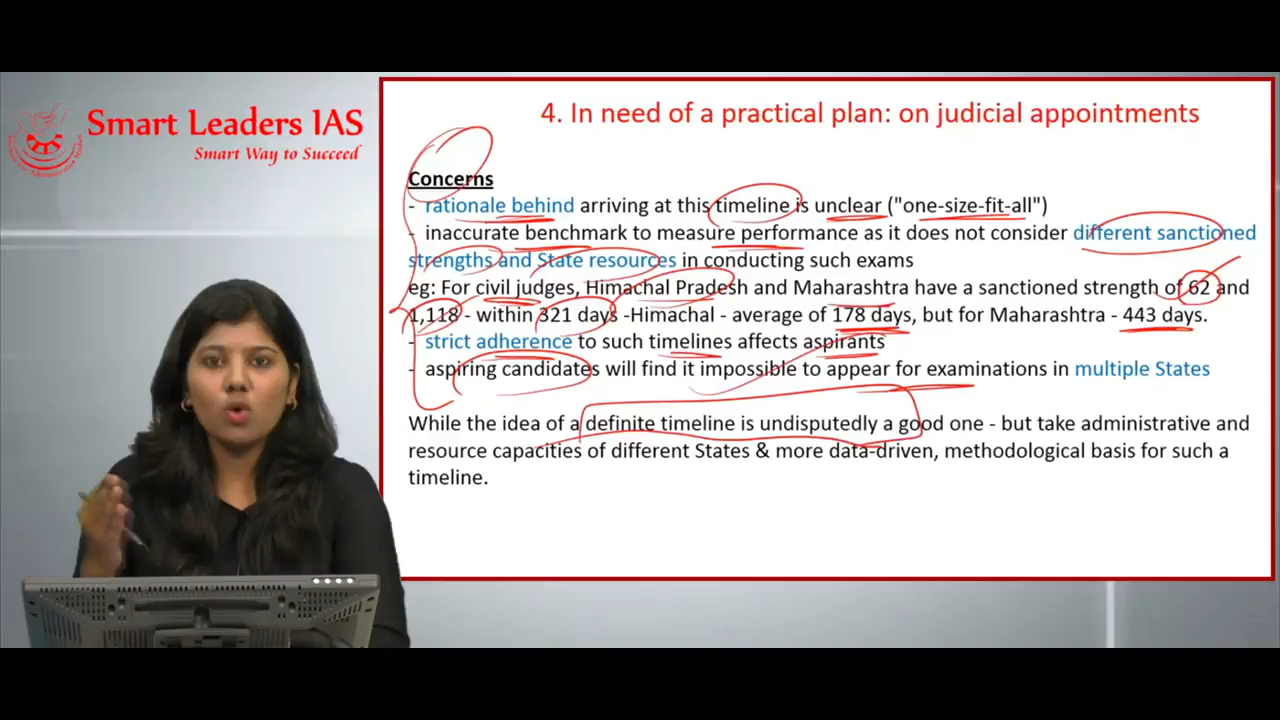 Smart Leaders IAS
Smart Way to Succeed
4. In need of a practical plan: on judicial appointments
Concerns
- rationale behind arriving at this timeline is unclear ("one-size-fit-all")
- inaccurate benchmark to measure performance as it does not consider different sanctioned
strengths and State resources in conducting such exams
eg: For civil judges, Himachal Pradesh and Maharashtra have a sanctioned strength of 62 and
1,118 - within 321 days -Himachal - average of 178 days, but for Maharashtra - 443 days.
- strict adherence to such timelines affects aspirants
- aspiring candidates will find it impossible to appear for examinations in multiple States
While the idea of a definite timeline is undisputedly a good one - but take administrative and
resource capacities of different States & more data-driven, methodological basis for such a
timeline.